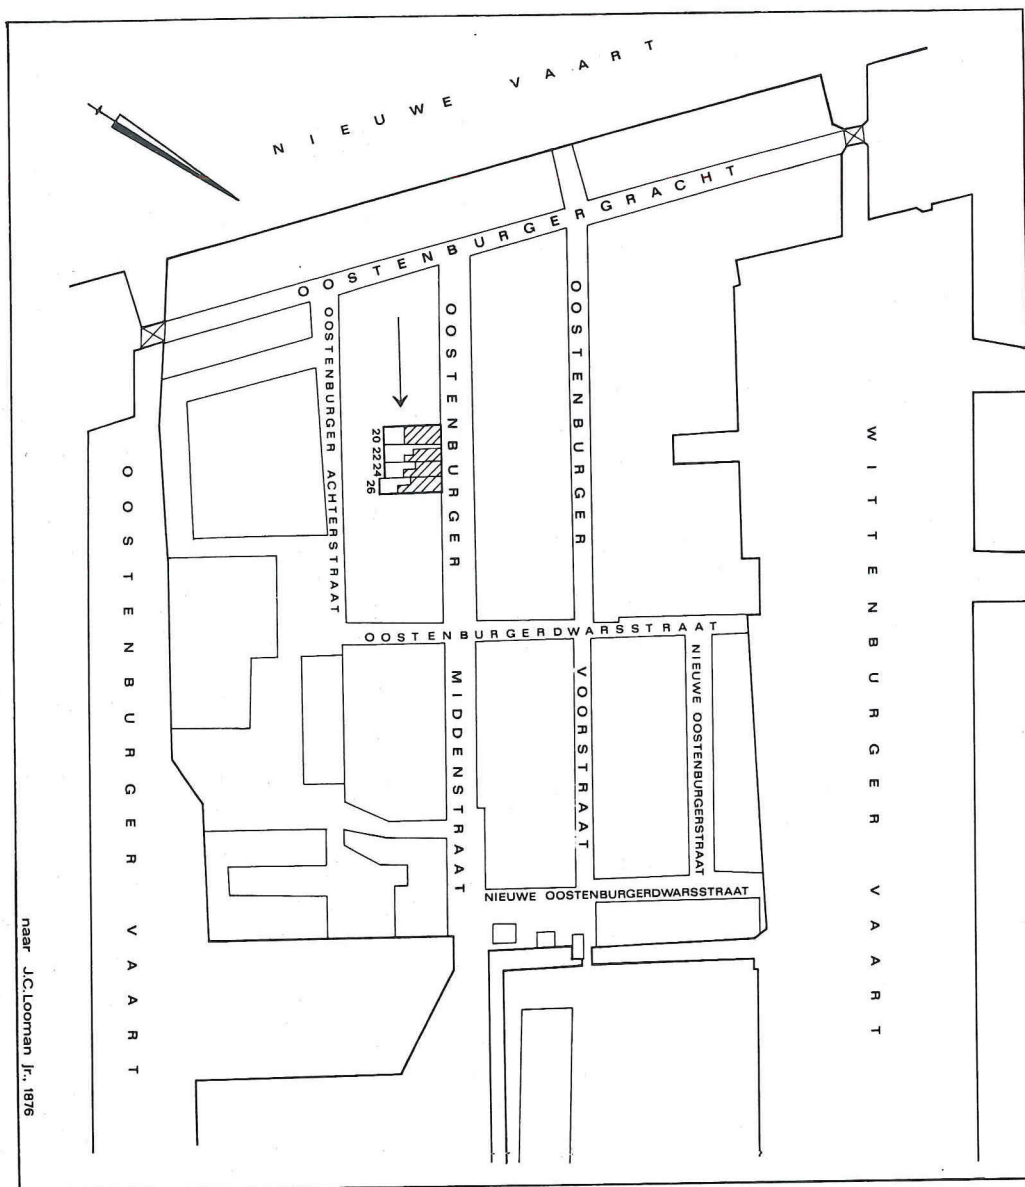 NIEUWE VAART
OOSTENBURGERGRACHT
OOSTENBURGER ACHTERSTRAAT
OOSTENBURGER MIDDENSTRAAT
OOSTENBURGER VOORSTRAAT
20
22
24
26
OOSTENBURGERDWARSSTRAAT
NIEUWE OOSTENBURGERSTRAAT
NIEUWE OOSTENBURGERDWARSSTRAAT
OOSTENBURGER VAART
WITTENBURGER VAART
naar J.C.Looman jr., 1876